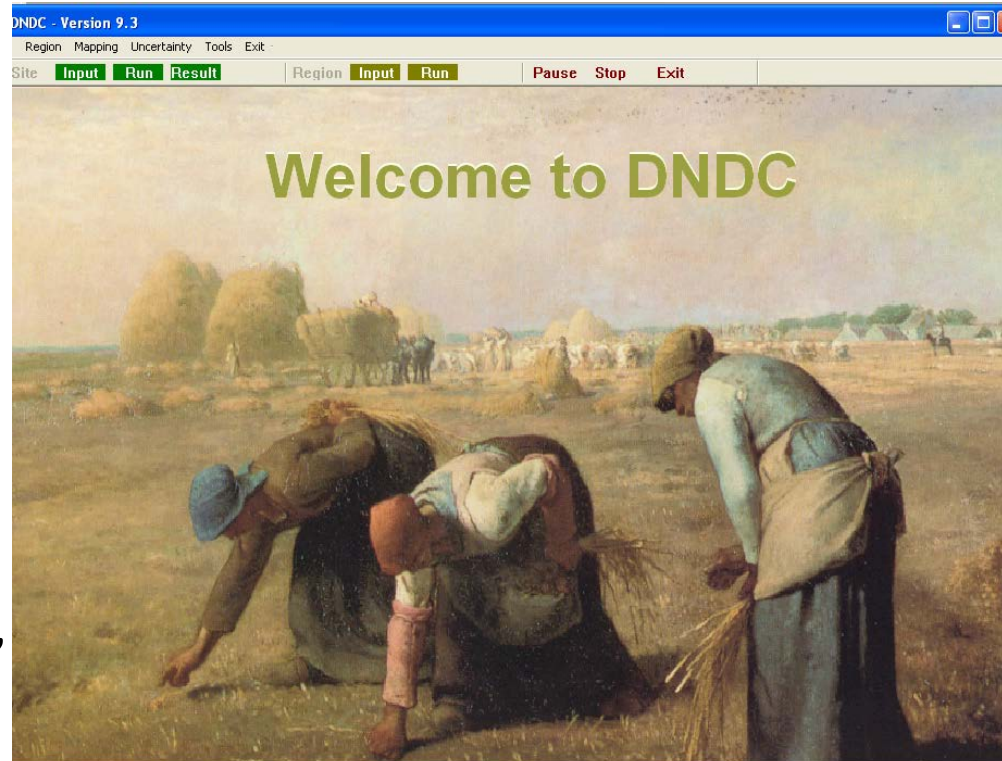 DNDC - Version 9.3
Region Mapping Uncertainty Tools Exit
Site Input Run Result Region Input Run Pause Stop Exit
Welcome to DNDC
,